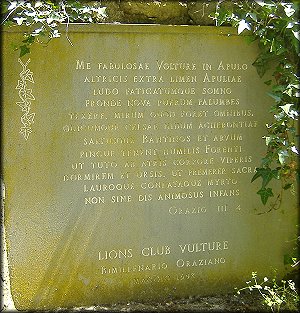 ME FABULOSAE VOLTURE IN APULO
ALTRICIS EXTRA LIMEN APULIAE
LUDO FATIGATUMQUE SOMNO
FRONDE NOVA PUERUM PALUMBES
TEXERE, MIRUM QUOD FORET OMNIBUS,
CELSAE NIDUM ACHERONTIAE
SALTUSQUE BANTINOS ET ARVUM
PINGUE TENENT HUMILIS FORENTI
UT TUTO AB ATRIS CORPORE VIPERIS
DORMIREM ET URSIS, UT PREMERER SACRA
LAUROQUE CONLATAQUE MYRTO
NON SINE DIS ANIMOSUS INFANS
ORAZIO III 4
LIONS CLUB VULTURE
BIMILLENARIO ORAZIANO